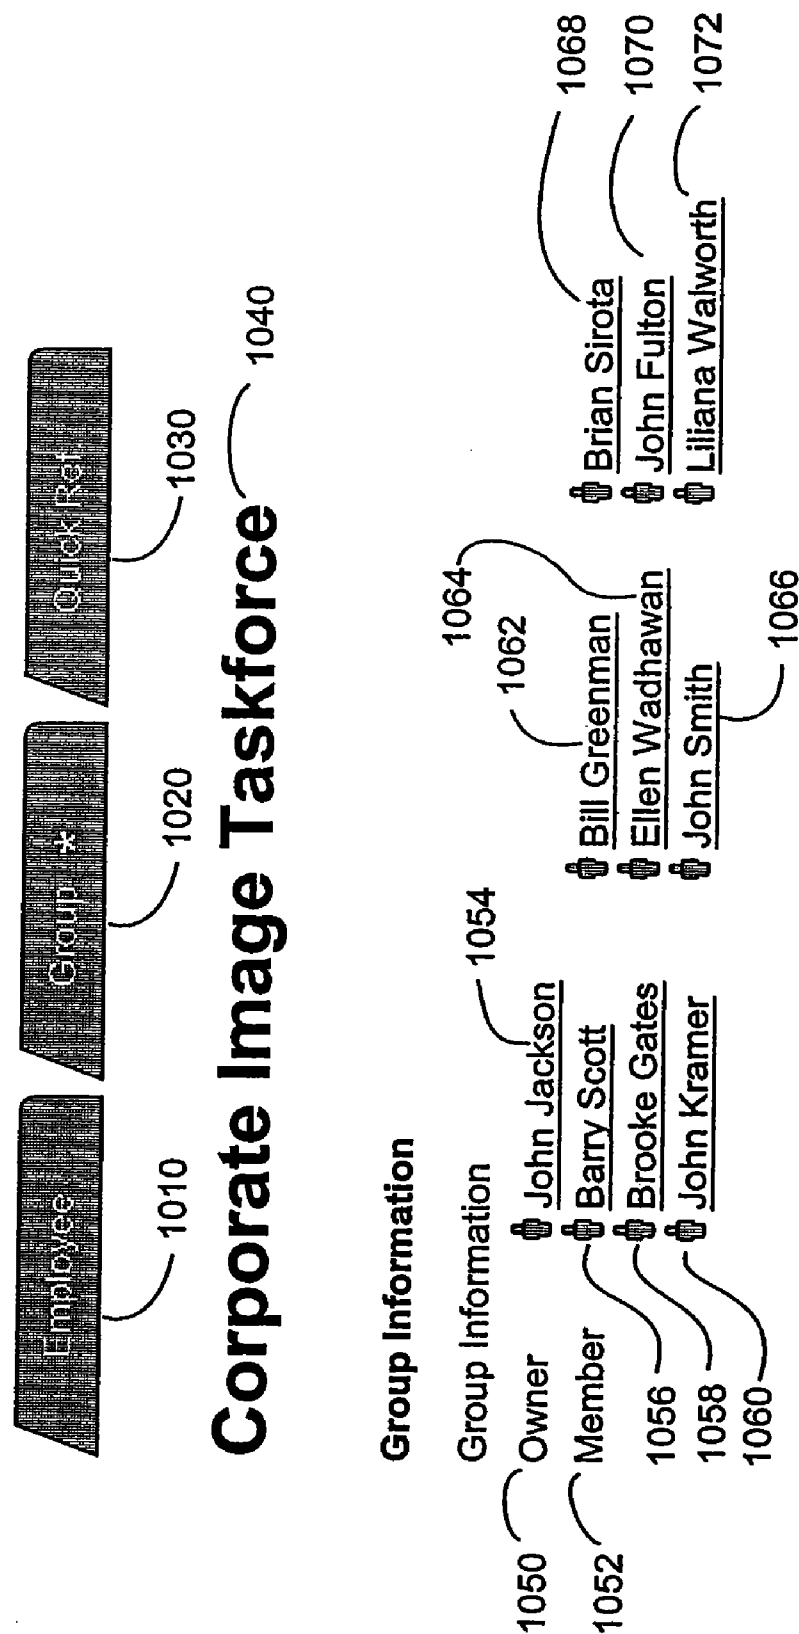 Employee
Group *
Quick Ref.
1010
1020
1030
Corporate Image Taskforce
1040
Group Information
Group Information
1050
Owner
John Jackson
1054
1052
Member
Barry Scott
Bill Greenman
Brian Sirota
Brooke Gates
Ellen Wadhawan
John Fulton
John Kramer
John Smith
Liliana Walworth
1056
1058
1060
1062
1064
1066
1068
1070
1072